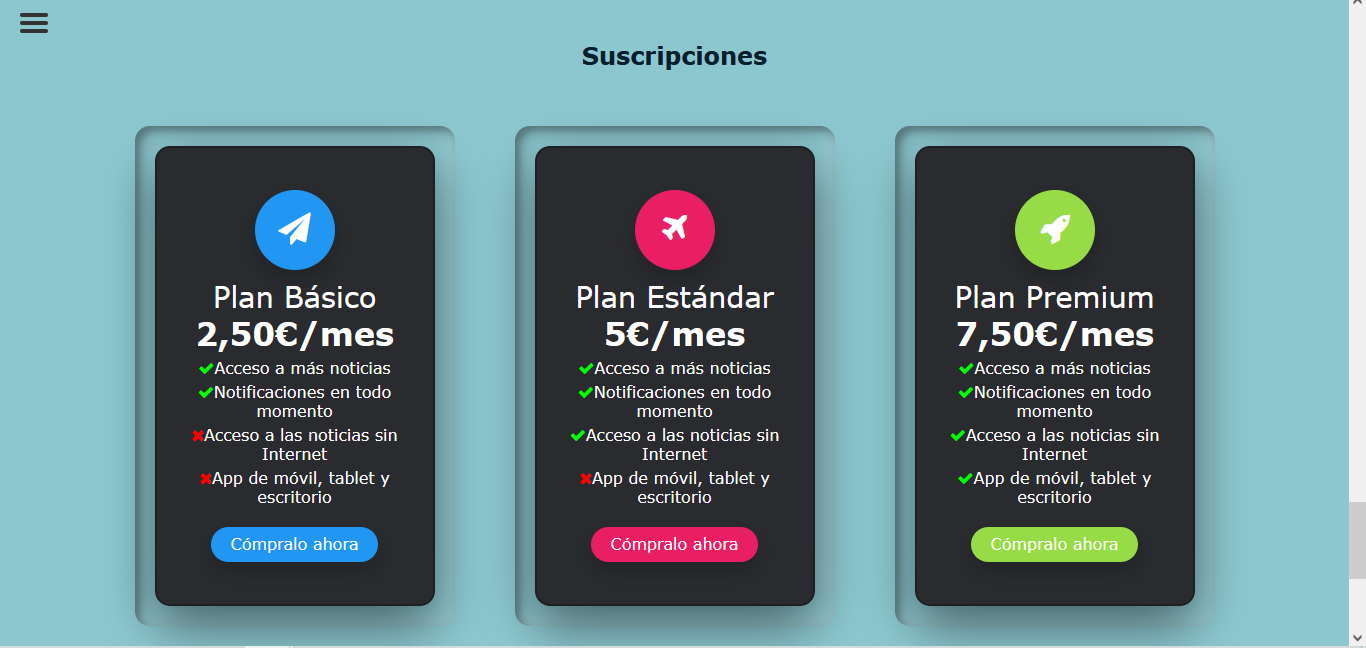 Suscripciones
Plan Básico
2,50€/mes
Acceso a más noticias
Notificaciones en todo
momento
Acceso a las noticias sin
Internet
App de móvil, tablet y
escritorio
Cómpralo ahora
Plan Estándar
5€/mes
Acceso a más noticias
Notificaciones en todo
momento
Acceso a las noticias sin
Internet
App de móvil, tablet y
escritorio
Cómpralo ahora
Plan Premium
7,50€/mes
Acceso a más noticias
Notificaciones en todo
momento
Acceso a las noticias sin
Internet
App de móvil, tablet y
escritorio
Cómpralo ahora